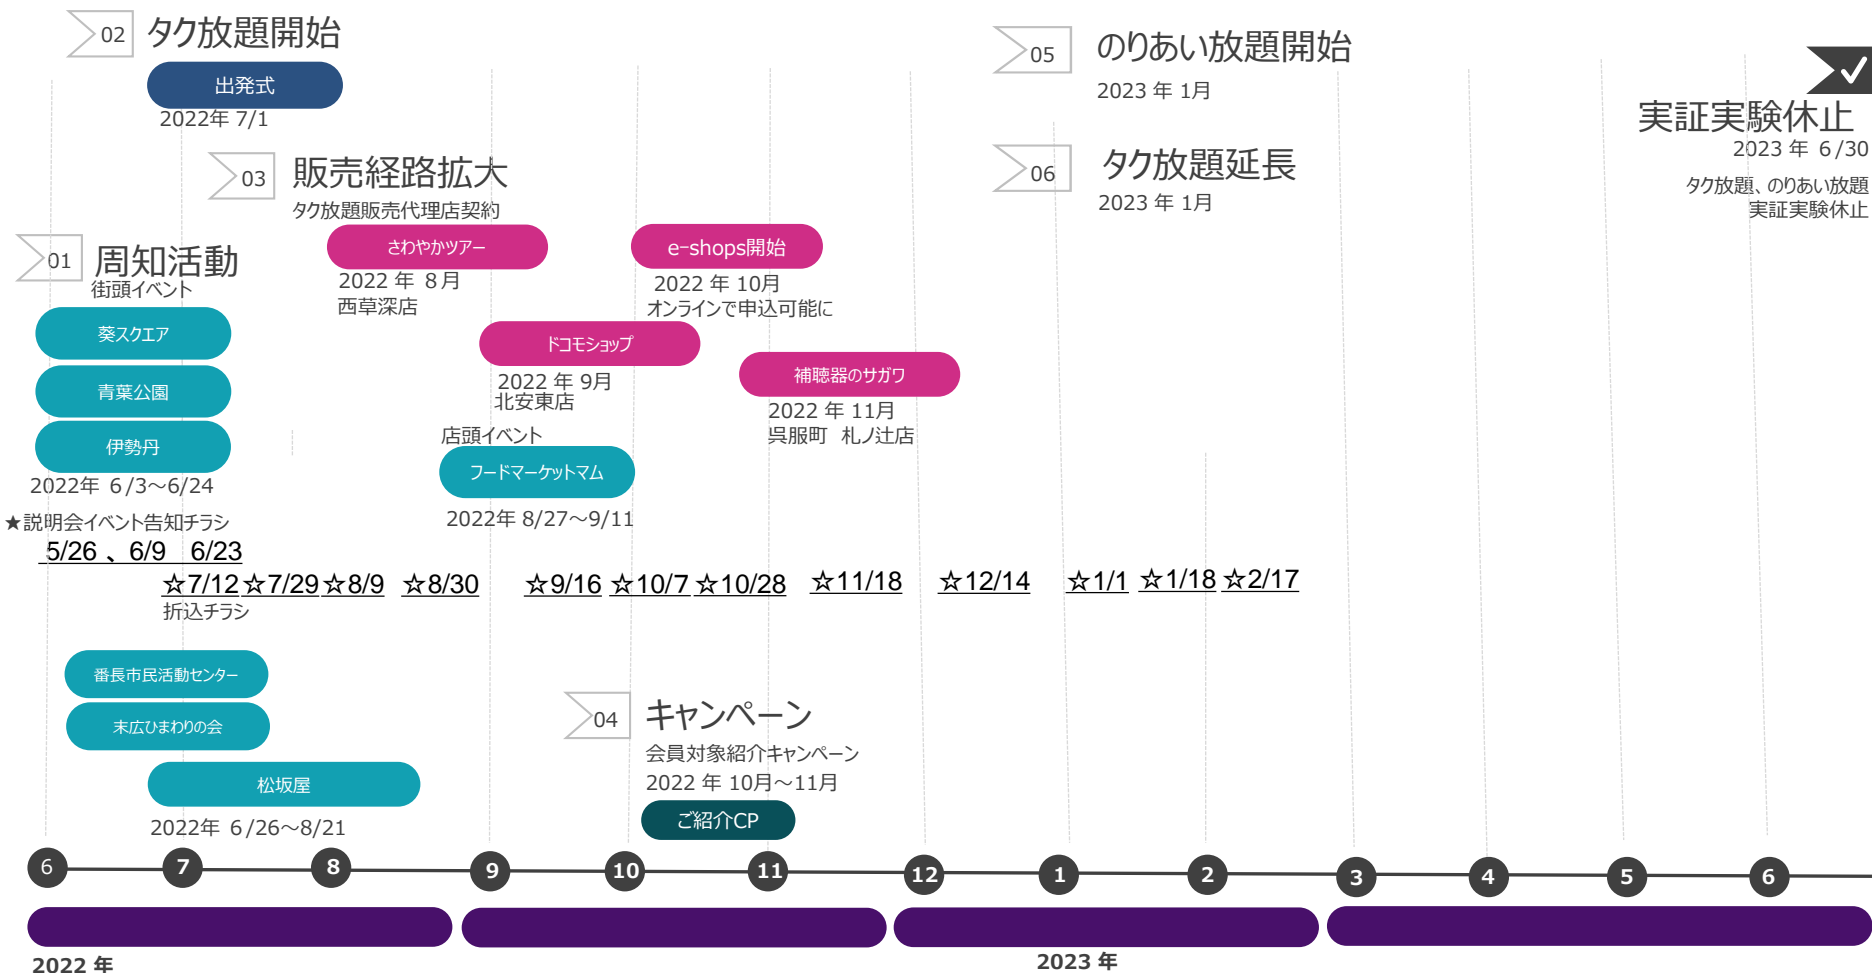 02 タク放題開始
出発式
2022年 7/1
03 販売経路拡大
タク放題販売代理店契約
さわやかツアー
2022 年 8月
西草深店
e-shops開始
2022 年 10月
オンラインで申込可能に
ドコモショップ
2022 年 9月
北安東店
補聴器のサガワ
2022 年 11月
呉服町 札ノ辻店
05 のりあい放題開始
2023 年 1月
06 タク放題延長
2023 年 1月
実証実験休止
2023 年 6/30
タク放題、のりあい放題
実証実験休止
01 周知活動
街頭イベント
葵スクエア
青葉公園
伊勢丹
2022年 6/3～6/24
店頭イベント
フードマーケットマム
2022年 8/27～9/11
★説明会イベント告知チラシ
5/26 、6/9 6/23
☆7/12 ☆7/29 ☆8/9 ☆8/30 ☆9/16 ☆10/7 ☆10/28 ☆11/18 ☆12/14 ☆1/1 ☆1/18 ☆2/17
折込チラシ
番長市民活動センター
末広ひまわりの会
松坂屋
2022年 6/26～8/21
04 キャンペーン
会員対象紹介キャンペーン
2022 年 10月～11月
ご紹介CP
6 7 8 9 10 11 12 1 2 3 4 5 6
2022 年 2023 年